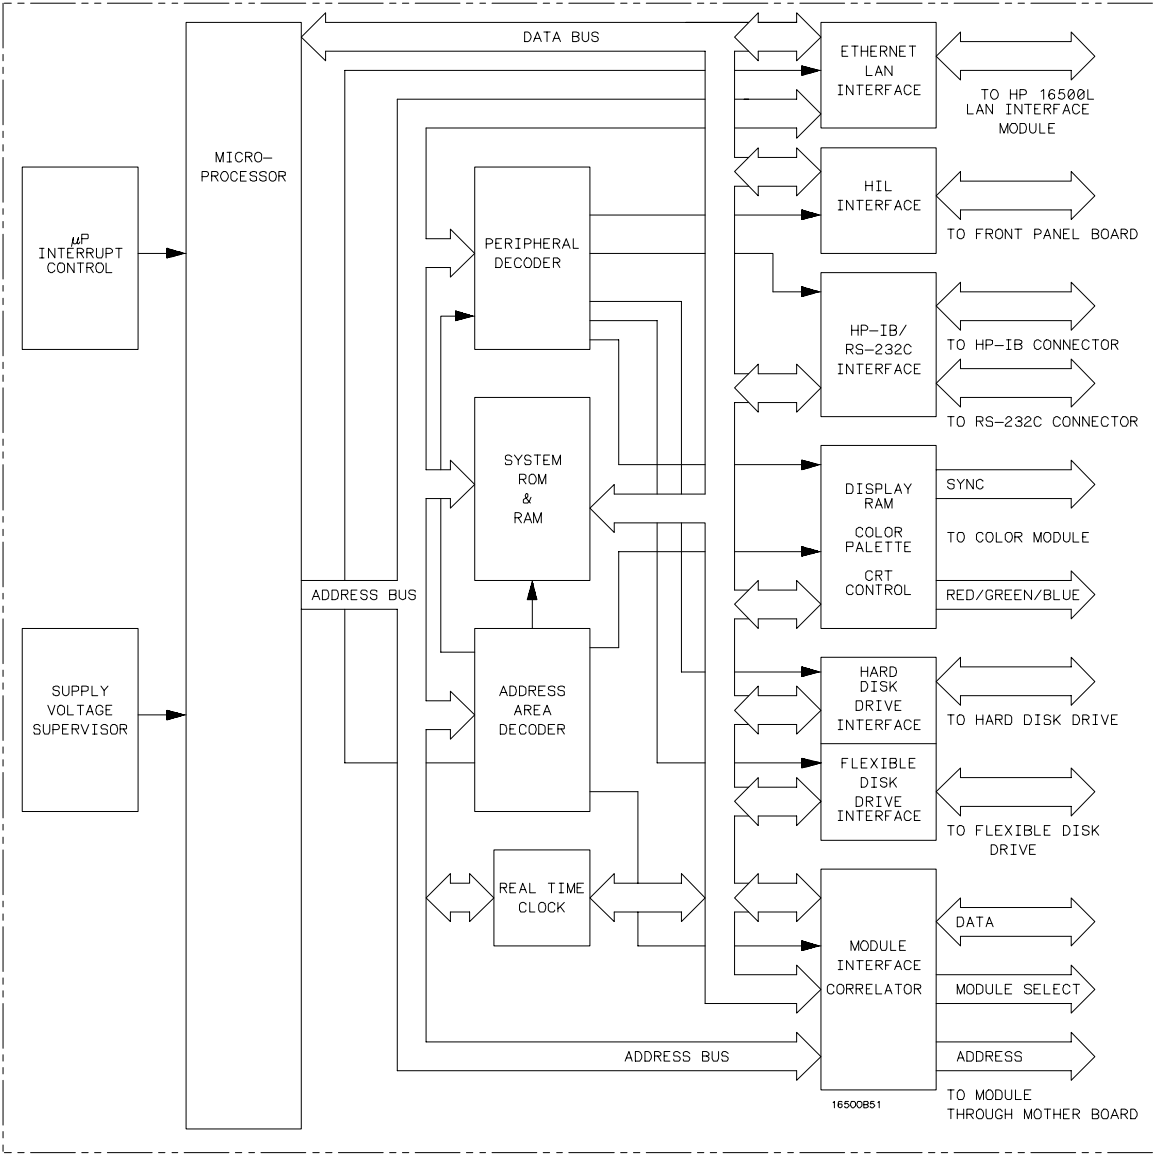 DATA BUS
ETHERNET
LAN
INTERFACE
TO HP 16500L
LAN INTERFACE
MODULE
MICRO-
PROCESSOR
μP
INTERRUPT
CONTROL
PERIPHERAL
DECODER
HIL
INTERFACE
TO FRONT PANEL BOARD
HP-IB/
RS-232C
INTERFACE
TO HP-IB CONNECTOR
TO RS-232C CONNECTOR
SYSTEM
ROM
&
RAM
DISPLAY
RAM
COLOR
PALETTE
CRT
CONTROL
SYNC
TO COLOR MODULE
RED/GREEN/BLUE
ADDRESS BUS
SUPPLY
VOLTAGE
SUPERVISOR
ADDRESS
AREA
DECODER
HARD
DISK
DRIVE
INTERFACE
TO HARD DISK DRIVE
FLEXIBLE
DISK
DRIVE
INTERFACE
TO FLEXIBLE DISK
DRIVE
REAL TIME
CLOCK
MODULE
INTERFACE
CORRELATOR
DATA
MODULE SELECT
ADDRESS BUS
ADDRESS
16500B51
TO MODULE
THROUGH MOTHER BOARD